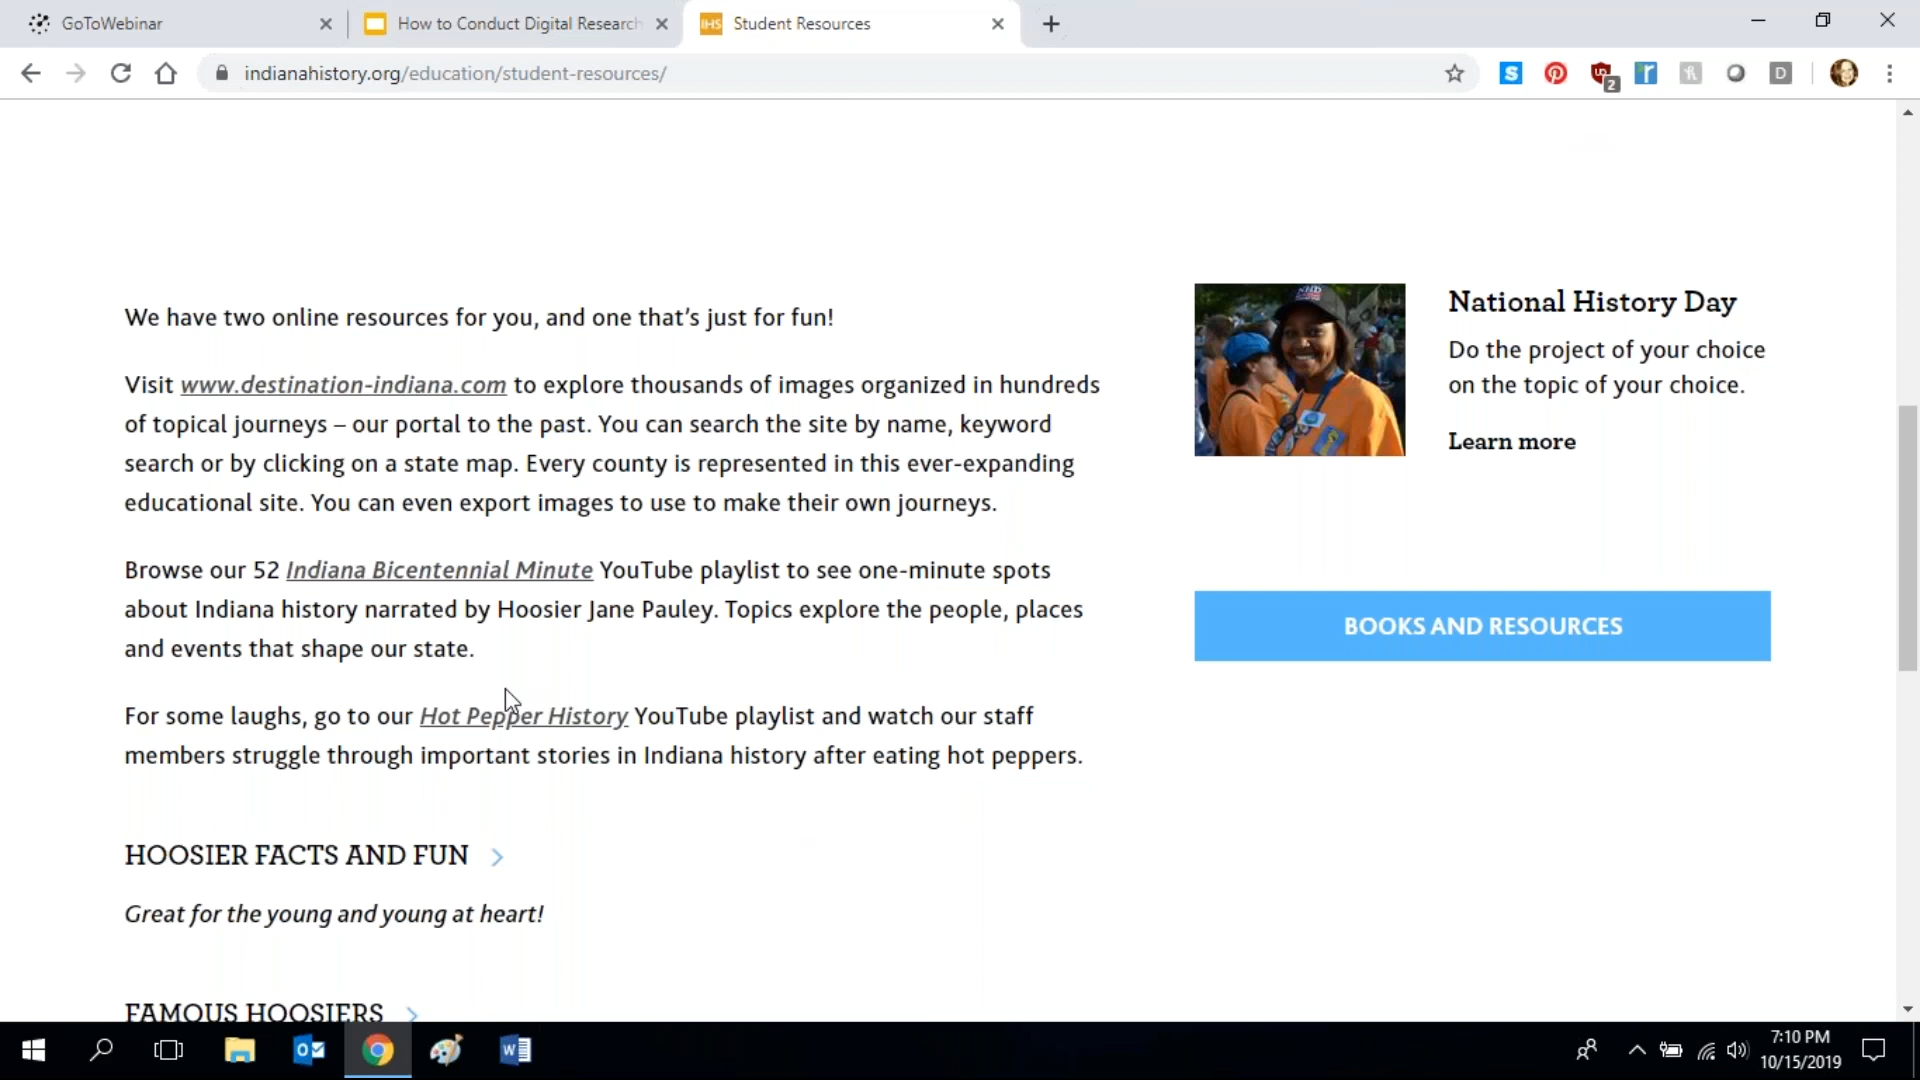 GoToWebinar
How to Conduct Digital Research
IHS Student Resources
indianahistory.org/education/student-resources/
2
D
We have two online resources for you, and one that's just for fun!
Visit www.destination-indiana.com to explore thousands of images organized in hundreds
of topical journeys – our portal to the past. You can search the site by name, keyword
search or by clicking on a state map. Every county is represented in this ever-expanding
educational site. You can even export images to use to make their own journeys.
Browse our 52 Indiana Bicentennial Minute YouTube playlist to see one-minute spots
about Indiana history narrated by Hoosier Jane Pauley. Topics explore the people, places
and events that shape our state.
For some laughs, go to our Hot Pepper History YouTube playlist and watch our staff
members struggle through important stories in Indiana history after eating hot peppers.
HOOSIER FACTS AND FUN
Great for the young and young at heart!
FAMOUS HOOSIERS
National History Day
Do the project of your choice
on the topic of your choice.
Learn more
BOOKS AND RESOURCES
7:10 PM
10/15/2019